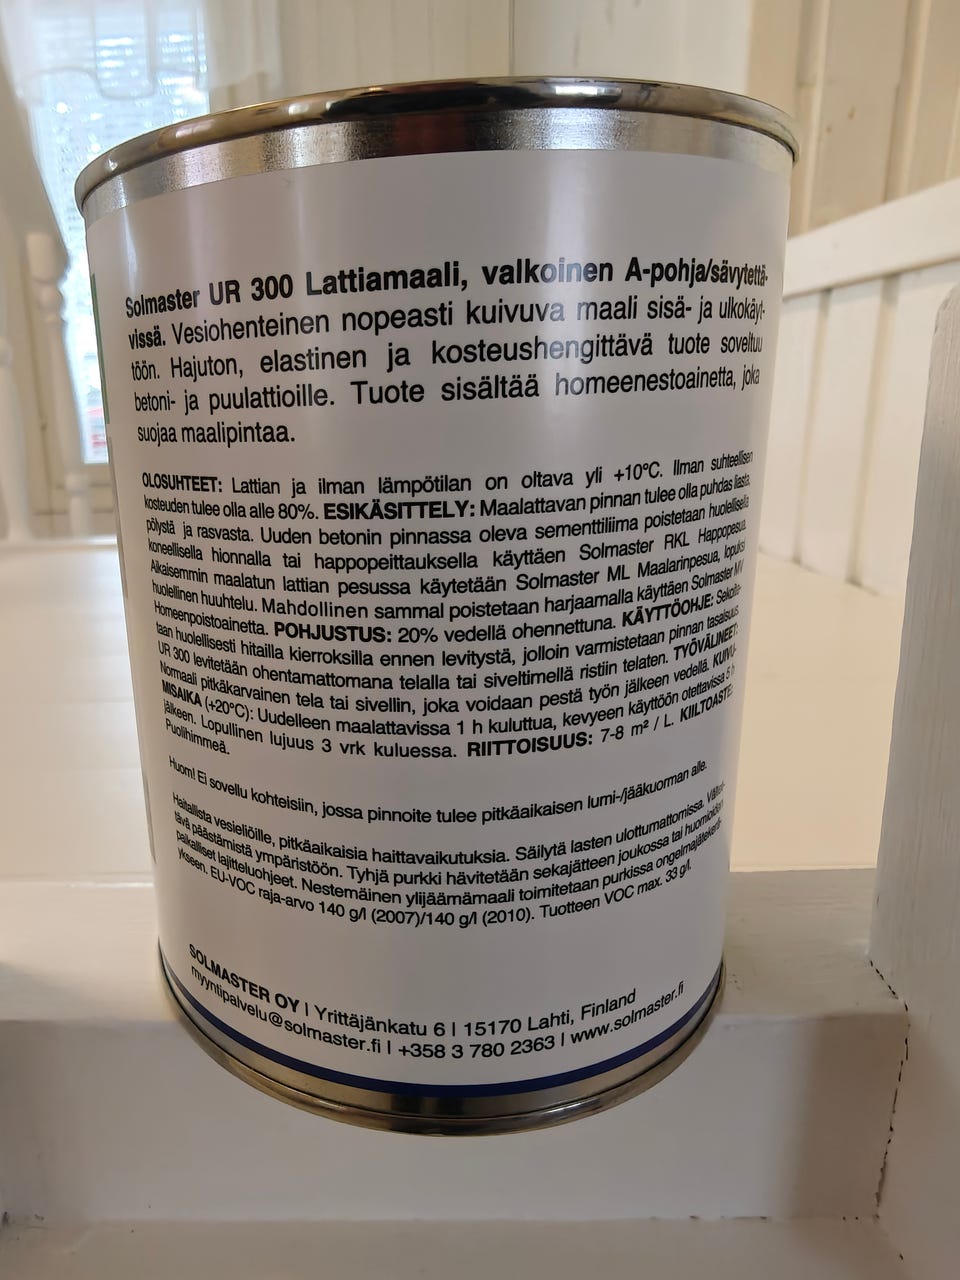 Solmaster UR 300 Lattiamaali, valkoinen A-pohja/sävytettä-
vissä. Vesiohenteinen nopeasti kuivuva maali sisä- ja ulkokäyt-
töön. Hajuton, elastinen ja kosteushengittävä tuote soveltuu
betoni- ja puulattioille. Tuote sisältää homeenestoainetta, joka
suojaa maalipintaa.
OLOSUHTEET: Lattian ja ilman lämpötilan on oltava yli +10°C. Ilman suhteellisen
kosteuden tulee olla alle 80%. ESIKÄSITTELY: Maalattavan pinnan tulee olla puhdas liasta,
pölystä ja rasvasta. Uuden betonin pinnassa oleva sementtiliima poistetaan huolellisella
koneellisella hionnalla tai happopeittauksella käyttäen Solmaster RKL Happopesua.
Aikaisemmin maalatun lattian pesussa käytetään Solmaster ML Maalarinpesua, lopuksi
huolellinen huuhtelu. Mahdollinen sammal poistetaan harjaamalla käyttäen Solmaster MV
Homeenpoistoainetta. POHJUSTUS: 20% vedellä ohennettuna. KÄYTTÖOHJE: Sekoite-
taan huolellisesti hitailla kierroksilla ennen levitystä, jolloin varmistetaan pinnan tasaisuus.
UR 300 levitetään ohentamattomana telalla tai siveltimellä ristiin telaten. TYÖVÄLINEET:
Normaali pitkäkarvainen tela tai sivellin, joka voidaan pestä työn jälkeen vedellä. KUIVU-
MISAIKA (+20°C): Uudelleen maalattavissa 1 h kuluttua, kevyeen käyttöön otettavissa 5 h
jälkeen. Lopullinen lujuus 3 vrk kuluessa. RIITTOISUUS: 7-8 m² / L. KIILTOASTE:
Puolihimmeä.
Huom! Ei sovellu kohteisiin, jossa pinnoite tulee pitkäaikaisen lumi-/jääkuorman alle.
Haitallista vesieliöille, pitkäaikaisia haittavaikutuksia. Säilytä lasten ulottumattomissa. Vältet-
tävä päästämistä ympäristöön. Tyhjä purkki hävitetään sekajätteen joukossa tai huomioiden
paikalliset lajitteluohjeet. Nestemäinen ylijäämämaali toimitetaan purkissa ongelmajätekeräyk-
ykseen. EU-VOC raja-arvo 140 g/l (2007)/140 g/l (2010). Tuotteen VOC max. 33 g/l.
SOLMASTER OY | Yrittäjänkatu 6 | 15170 Lahti, Finland
myyntipalvelu@solmaster.fi | +358 3 780 2363 | www.solmaster.fi